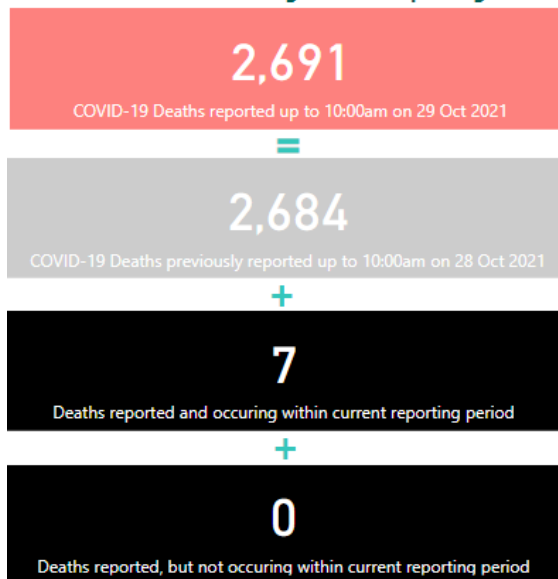 2,691
COVID-19 Deaths reported up to 10:00am on 29 Oct 2021
=
2,684
COVID-19 Deaths previously reported up to 10:00am on 28 Oct 2021
+
7
Deaths reported and occuring within current reporting period
+
0
Deaths reported, but not occuring within current reporting period